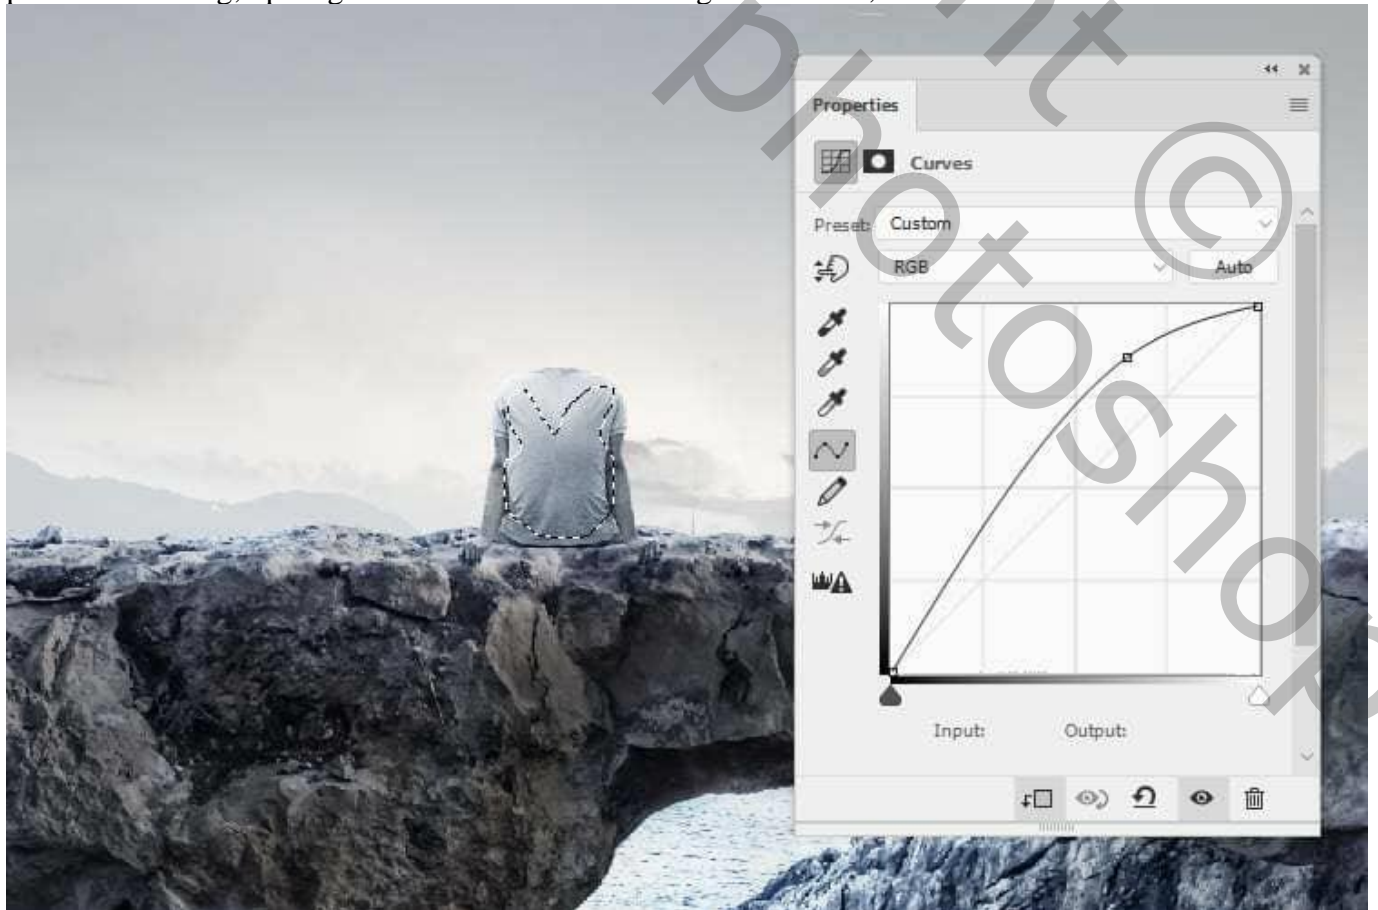 Properties
Curves
Preset: Custom
RGB
Auto
Input: Output:
photoshop
©